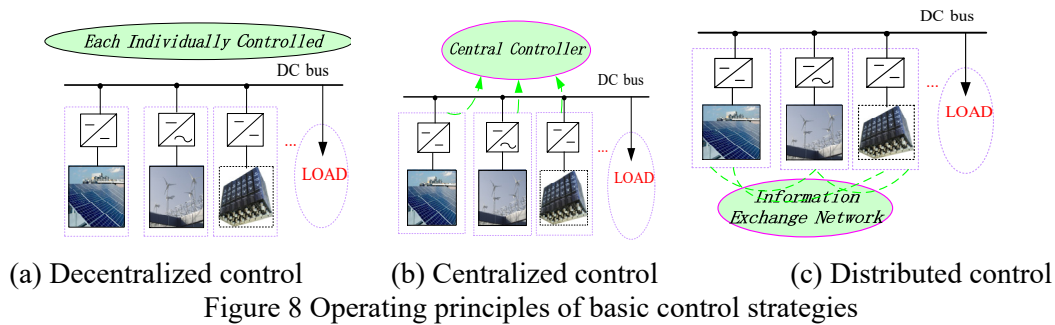 Each Individually Controlled
DC bus
...
LOAD
(a) Decentralized control
Central Controller
DC bus
...
LOAD
(b) Centralized control
DC bus
...
LOAD
Information
Exchange Network
(c) Distributed control
Figure 8 Operating principles of basic control strategies